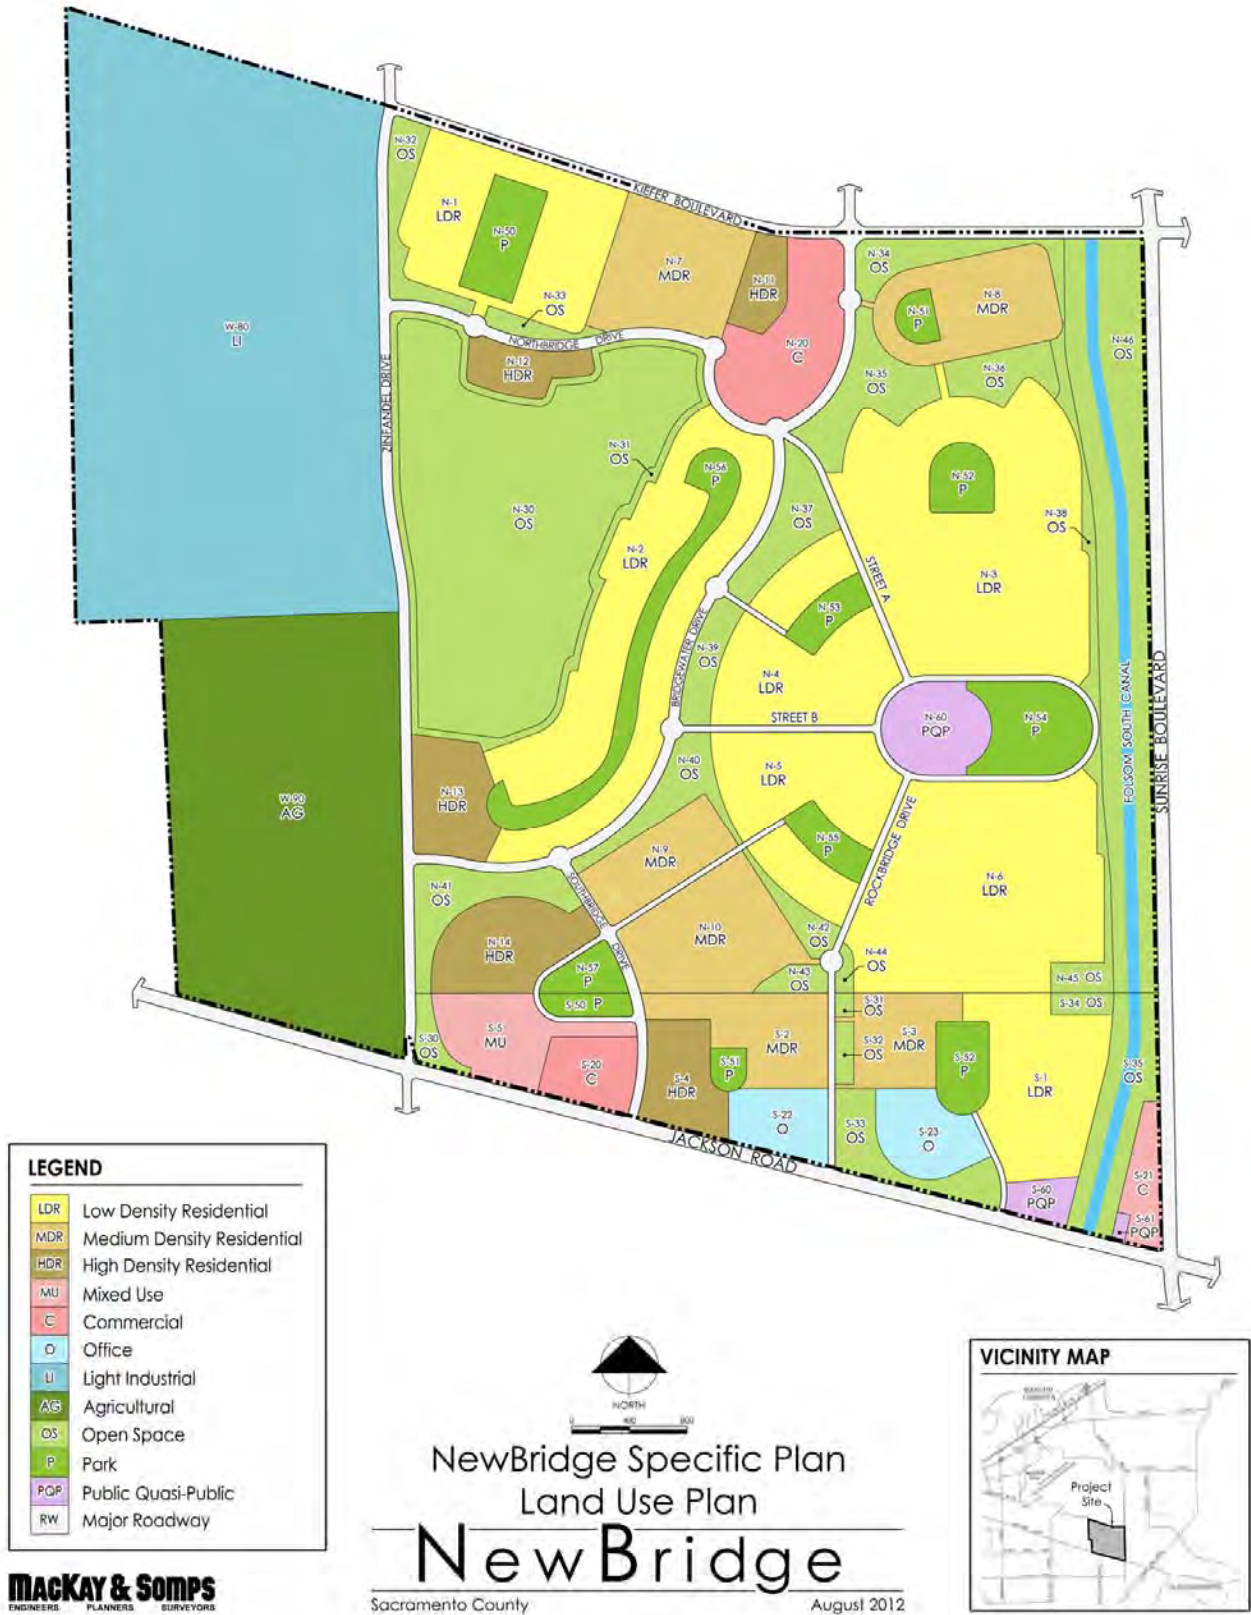 N-32
OS
KIEFER BOULEVARD
N-1
LDR
N-50
P
N-7
MDR
N-11
HDR
N-34
OS
N-8
MDR
N-51
P
N-33
OS
W-80
LI
NORTHBRIDGE DRIVE
N-12
HDR
N-20
C
N-46
OS
N-35
OS
N-36
OS
ZINFANDEL DRIVE
N-31
OS
N-56
P
N-52
P
N-30
OS
N-37
OS
N-38
OS
N-2
LDR
STREET A
N-3
LDR
N-53
P
BRIDGEWATER DRIVE
N-39
OS
N-4
LDR
STREET B
N-60
PQP
N-54
P
FOLSOM SOUTH CANAL
SUNRISE BOULEVARD
N-40
OS
N-5
LDR
N-13
HDR
W-90
AG
N-9
MDR
N-55
P
ROCKBRIDGE DRIVE
N-41
OS
SOUTHBRIDGE DRIVE
N-6
LDR
N-14
HDR
N-10
MDR
N-42
OS
N-44
OS
N-57
P
N-43
OS
N-45 OS
S-50 P
S-31
OS
S-34 OS
S-30
OS
S-5
MU
S-2
MDR
S-32
OS
S-3
MDR
S-20
C
S-4
HDR
S-51
P
S-52
P
S-1
LDR
S-35
OS
S-22
O
S-33
OS
S-23
O
JACKSON ROAD
S-60
PQP
S-21
C
S-61
PQP
LEGEND
LDR Low Density Residential
MDR Medium Density Residential
HDR High Density Residential
MU Mixed Use
C Commercial
O Office
LI Light Industrial
AG Agricultural
OS Open Space
P Park
PQP Public Quasi-Public
RW Major Roadway
NORTH
0 400 800
NewBridge Specific Plan
Land Use Plan
NewBridge
Sacramento County August 2012
VICINITY MAP
Project
Site
MACKAY & SOMPS
ENGINEERS PLANNERS SURVEYORS